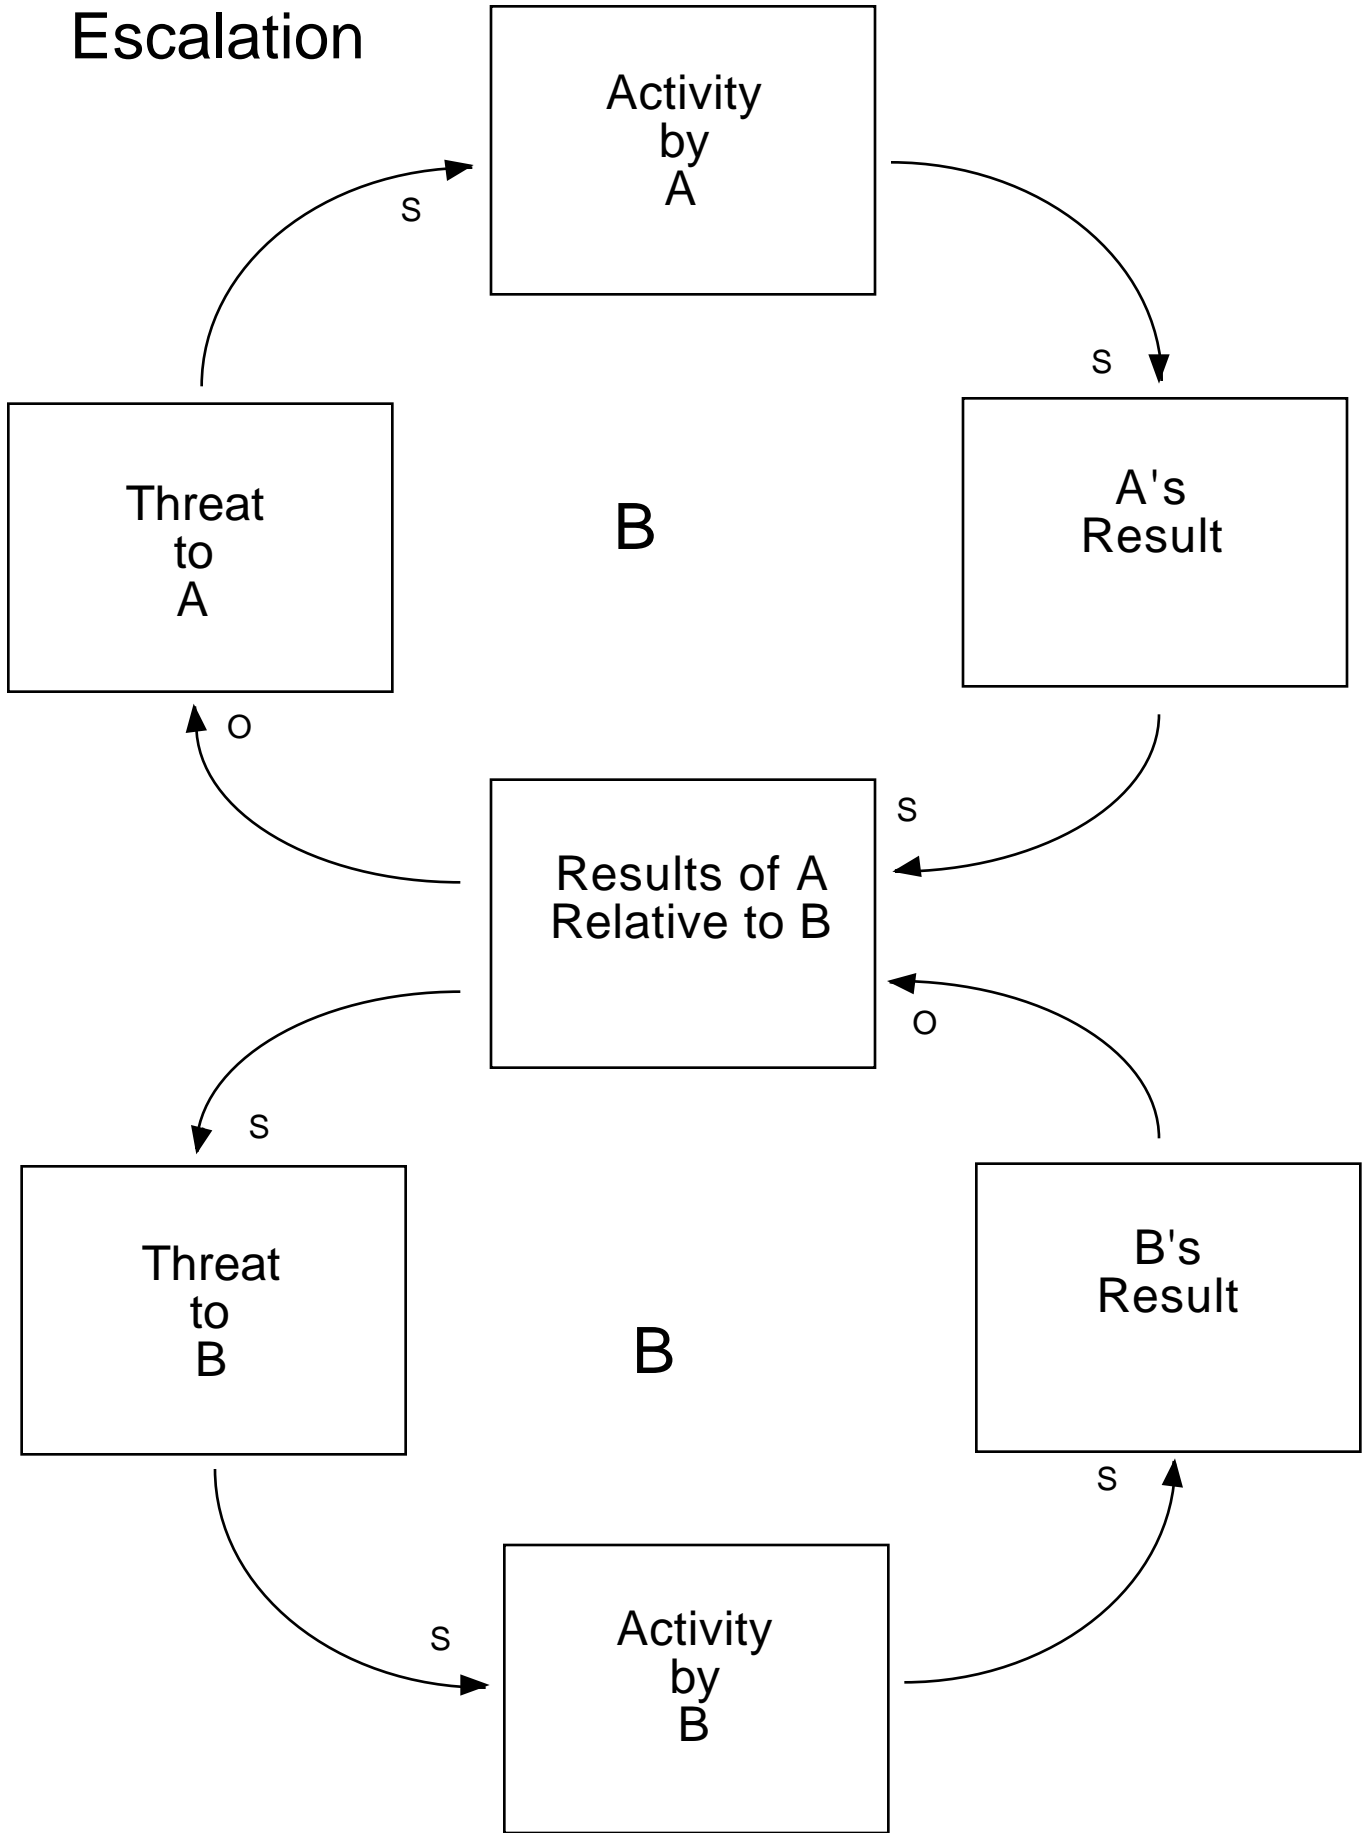 Escalation
Activity
by
A
S
S
Threat
to
A
B
A's
Result
O
S
Results of A
Relative to B
O
S
Threat
to
B
B
B's
Result
S
S
Activity
by
B